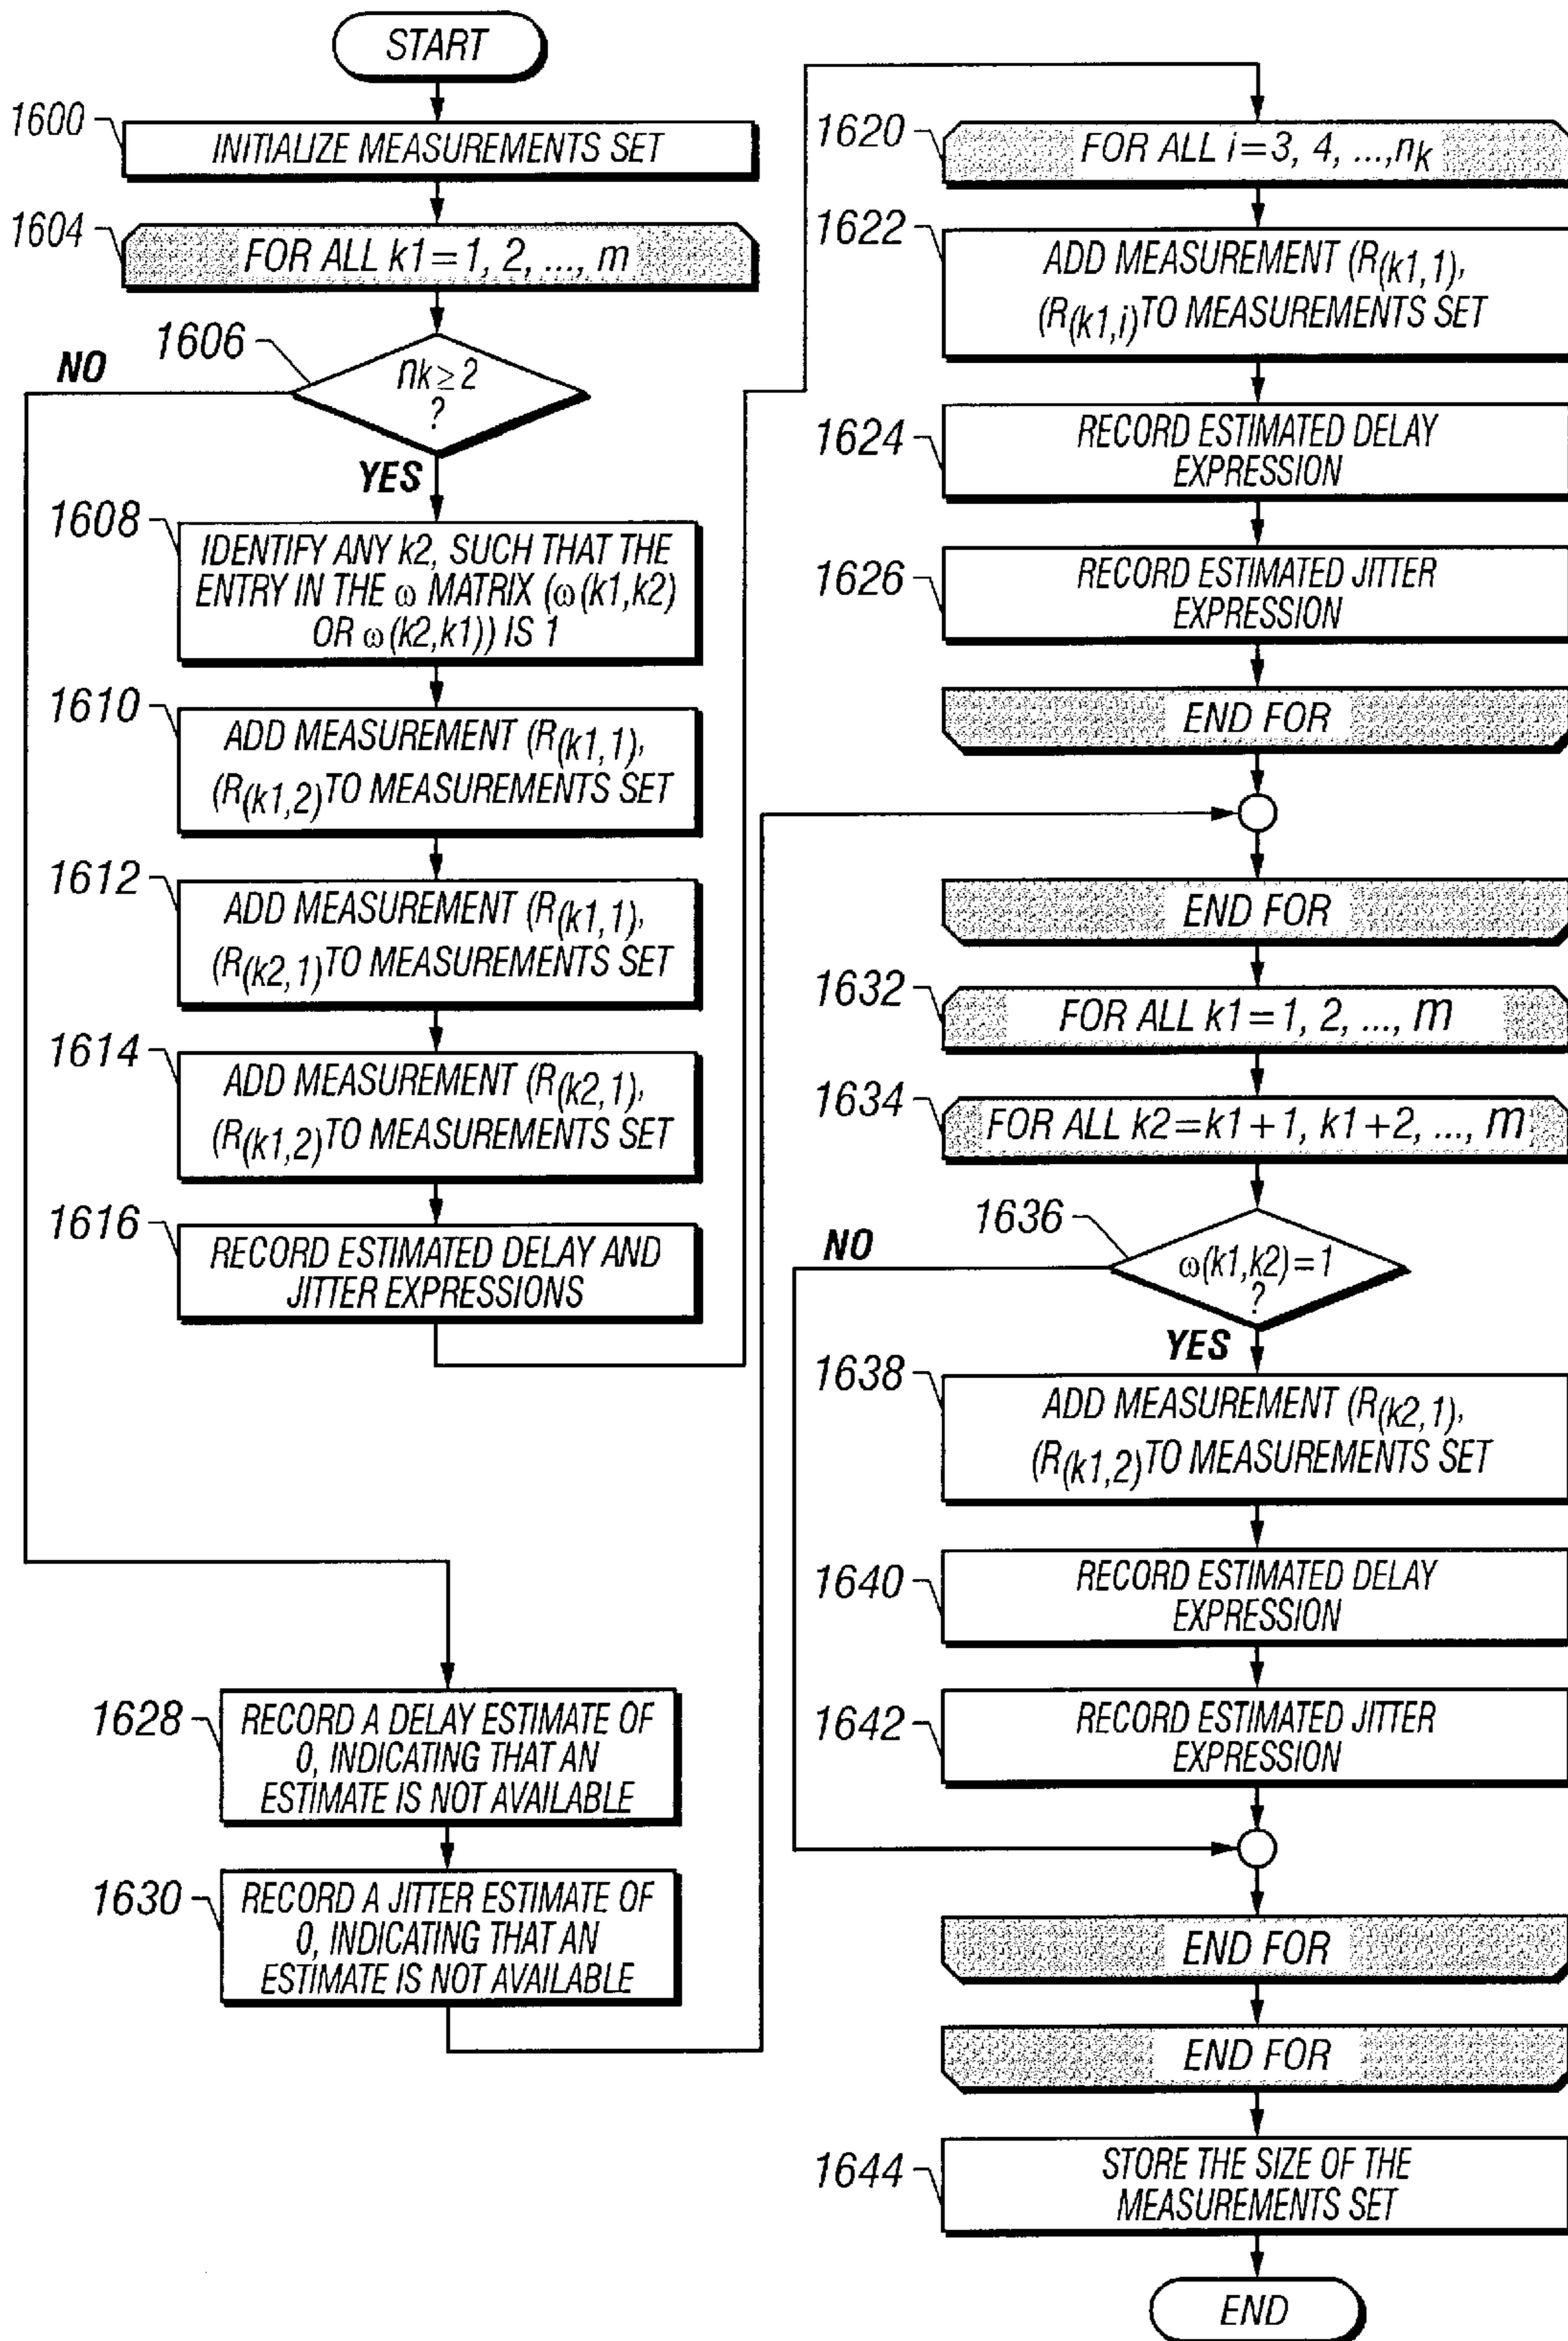 START
1600
INITIALIZE MEASUREMENTS SET
1604
FOR ALL k1=1, 2, ..., m
1606
nk≥2
?
NO
YES
1608
IDENTIFY ANY k2, SUCH THAT THE
ENTRY IN THE ω MATRIX (ω(k1,k2)
OR ω(k2,k1)) IS 1
1610
ADD MEASUREMENT (R(k1,1),
(R(k1,2) TO MEASUREMENTS SET
1612
ADD MEASUREMENT (R(k1,1),
(R(k2,1) TO MEASUREMENTS SET
1614
ADD MEASUREMENT (R(k2,1),
(R(k1,2) TO MEASUREMENTS SET
1616
RECORD ESTIMATED DELAY AND
JITTER EXPRESSIONS
1628
RECORD A DELAY ESTIMATE OF
0, INDICATING THAT AN
ESTIMATE IS NOT AVAILABLE
1630
RECORD A JITTER ESTIMATE OF
0, INDICATING THAT AN
ESTIMATE IS NOT AVAILABLE
1620
FOR ALL i=3, 4, ...,nk
1622
ADD MEASUREMENT (R(k1,1),
(R(k1,i) TO MEASUREMENTS SET
1624
RECORD ESTIMATED DELAY
EXPRESSION
1626
RECORD ESTIMATED JITTER
EXPRESSION
END FOR
END FOR
1632
FOR ALL k1=1, 2, ..., m
1634
FOR ALL k2=k1+1, k1+2, ..., m
1636
ω(k1,k2)=1
?
NO
YES
1638
ADD MEASUREMENT (R(k2,1),
(R(k1,2) TO MEASUREMENTS SET
1640
RECORD ESTIMATED DELAY
EXPRESSION
1642
RECORD ESTIMATED JITTER
EXPRESSION
END FOR
END FOR
1644
STORE THE SIZE OF THE
MEASUREMENTS SET
END